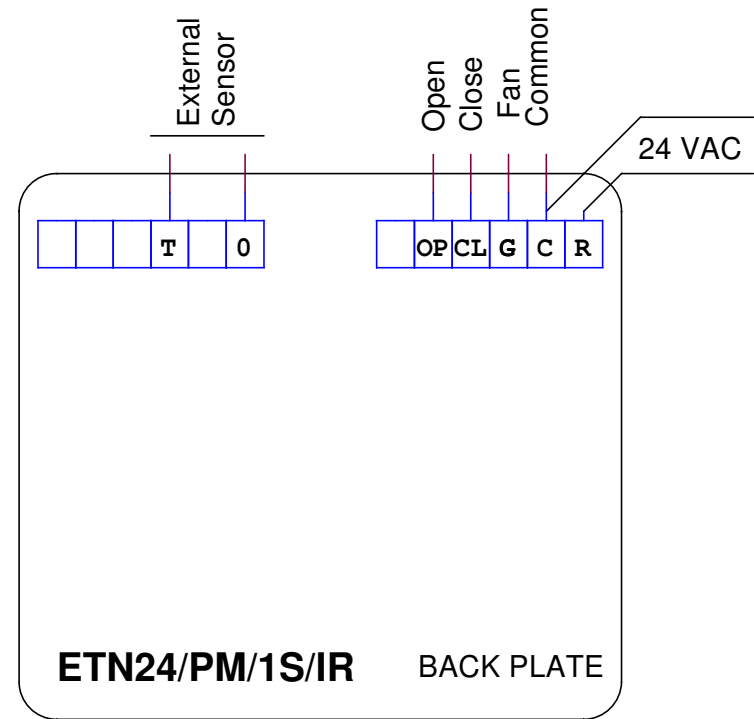 External
Sensor
Open
Close
Fan
Common
24 VAC
T 0
OP CL G C R
ETN24/PM/1S/IR
BACK PLATE